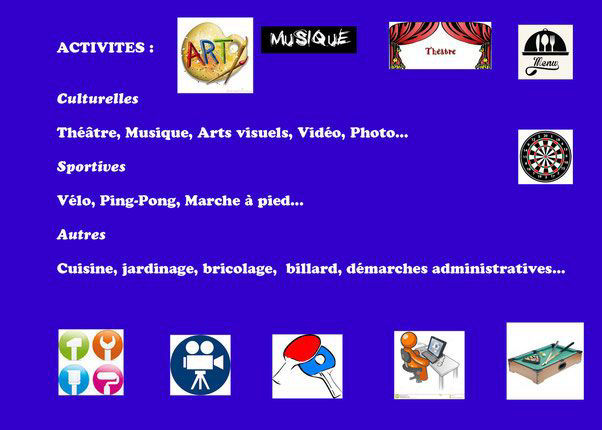 ACTIVITES :
ART
MUSIQUE
Théâtre
Menu
Culturelles
Théâtre, Musique, Arts visuels, Vidéo, Photo...
Sportives
Vélo, Ping-Pong, Marche à pied...
Autres
Cuisine, jardinage, bricolage, billard, démarches administratives...